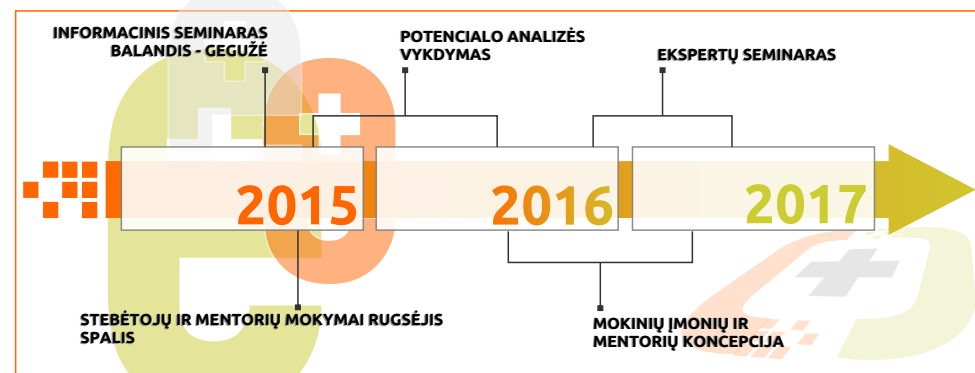 INFORMACINIS SEMINARAS
BALANDIS - GEGUŽĖ
POTENCIALO ANALIZĖS
VYKDYMAS
EKSPERTŲ SEMINARAS
2015
2016
2017
STEBĖTOJŲ IR MENTORIŲ MOKYMAI RUGSĖJIS
SPALIS
MOKINIŲ ĮMONIŲ IR
MENTORIŲ KONCEPCIJA